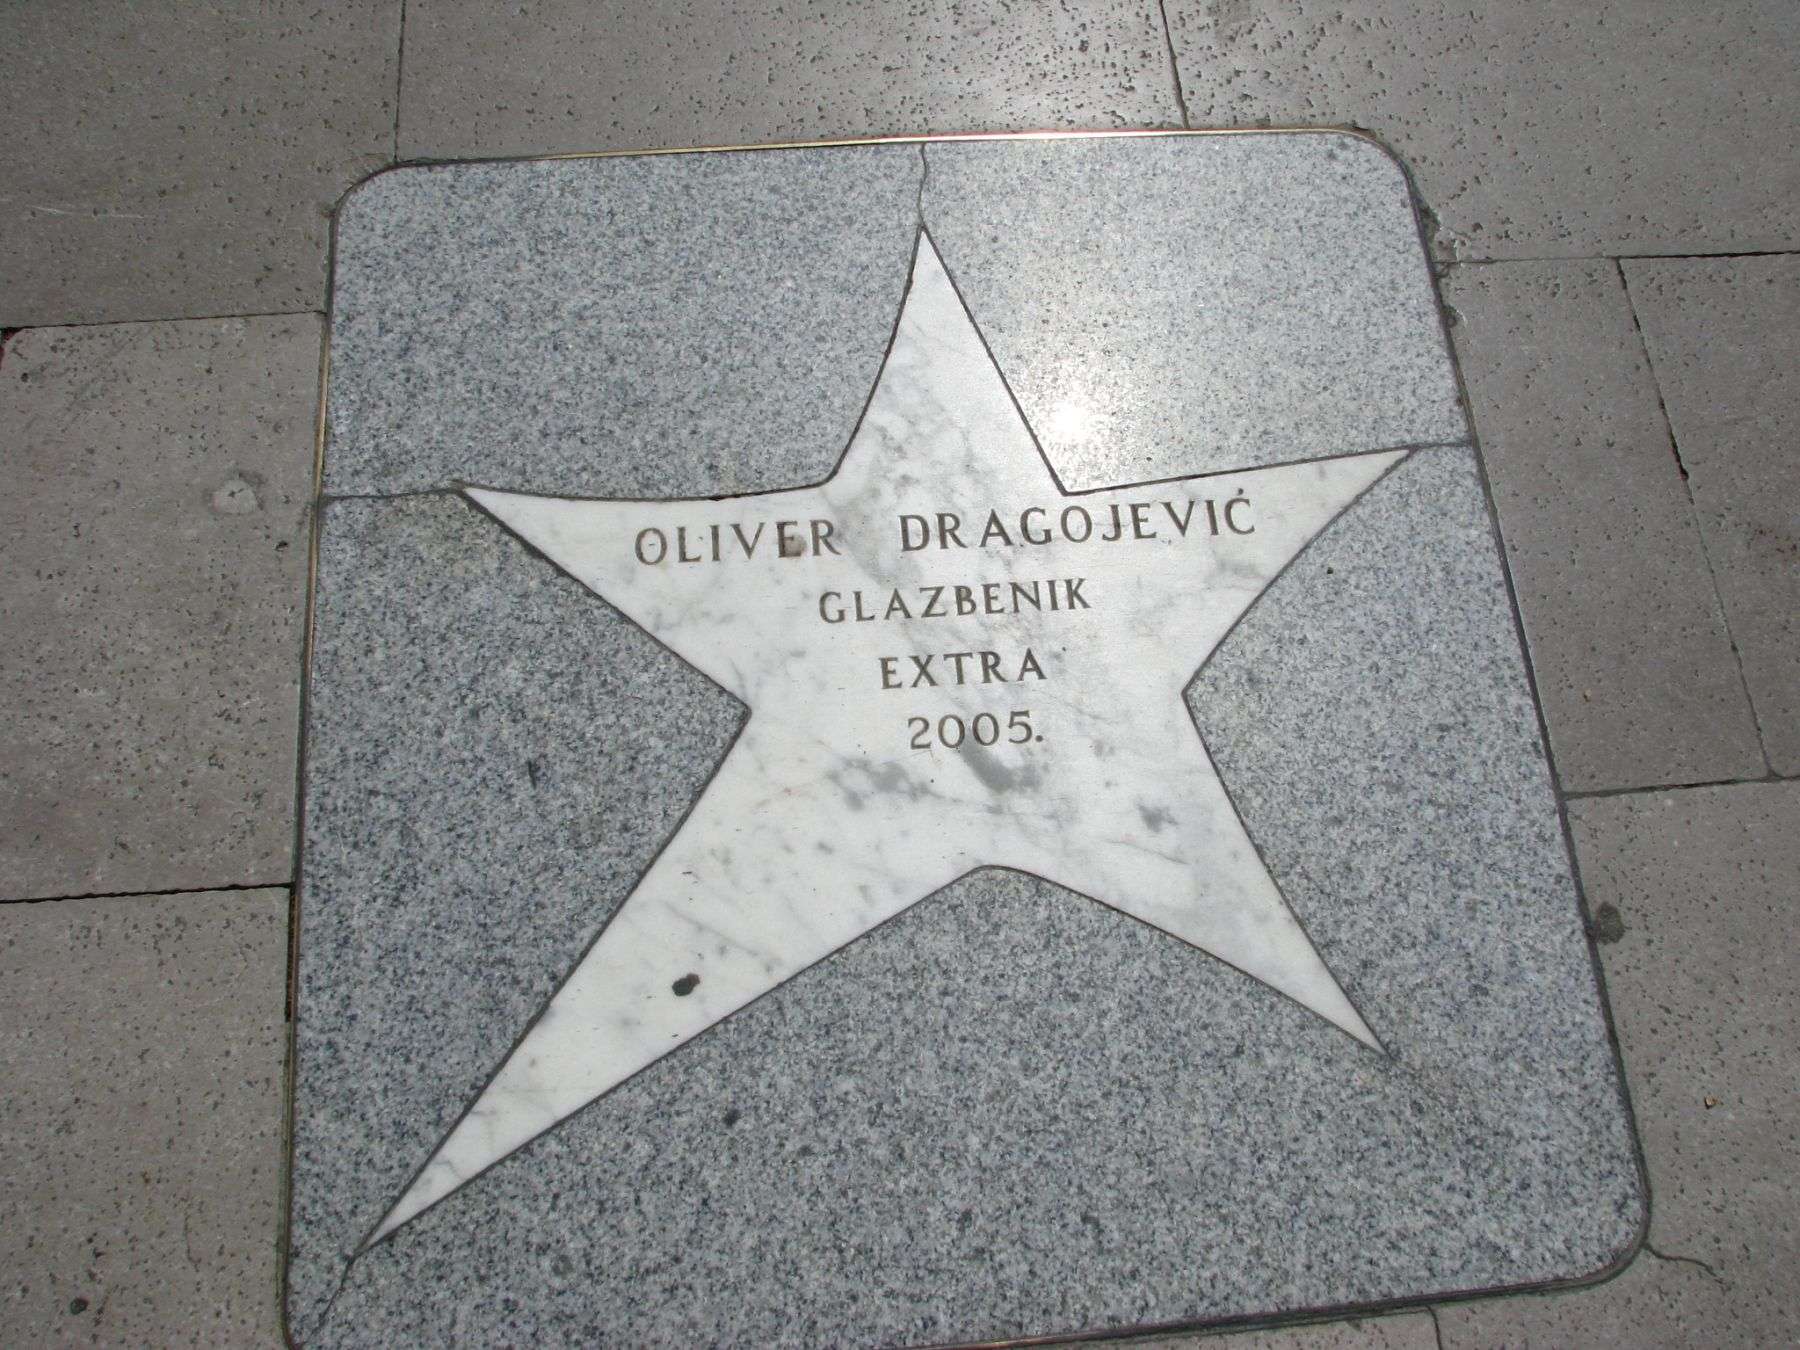 OLIVER DRAGOJEVIĆ
GLAZBENIK
EXTRA
2005.